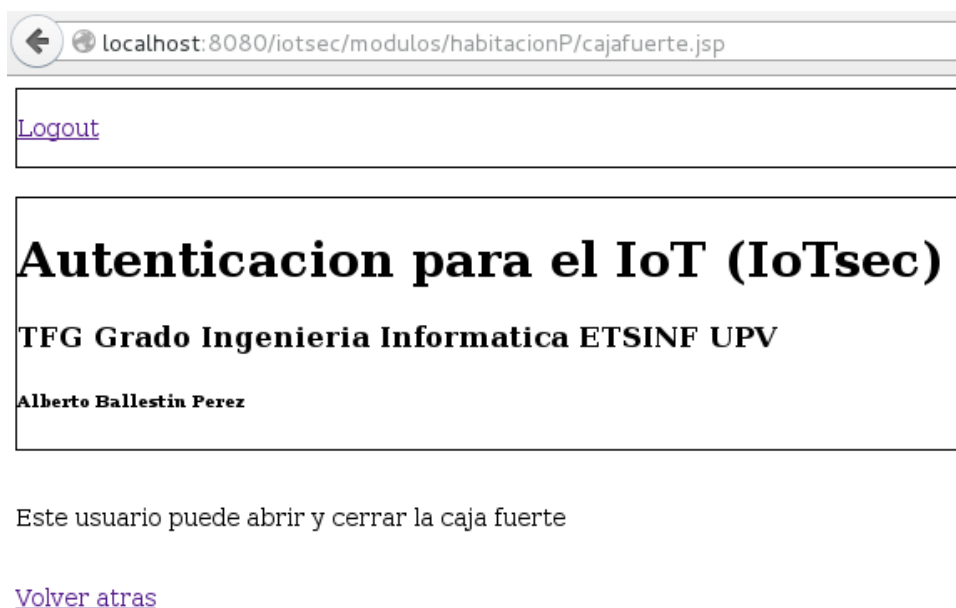 localhost:8080/iotsec/modulos/habitacionP/cajafuerte.jsp
Logout
Autenticacion para el IoT (IoTsec)
TFG Grado Ingenieria Informatica ETSINF UPV
Alberto Ballestin Perez
Este usuario puede abrir y cerrar la caja fuerte
Volver atras